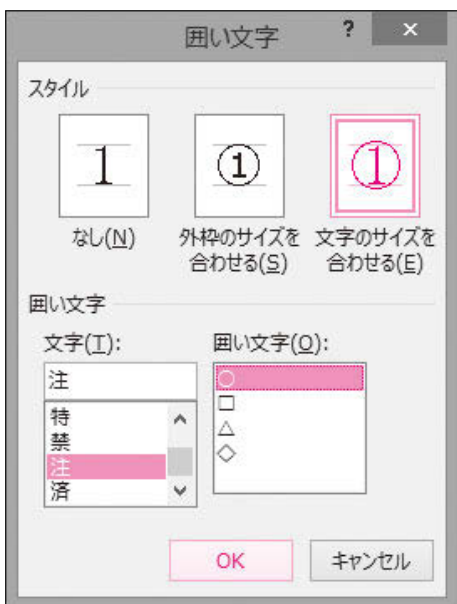 囲い文字 ? ×
スタイル
1 ① ①
なし(N) 外枠のサイズを合わせる(S) 文字のサイズを合わせる(E)
囲い文字
文字(T): 囲い文字(O):
注
特
禁
注
済
○
□
△
◇
OK キャンセル